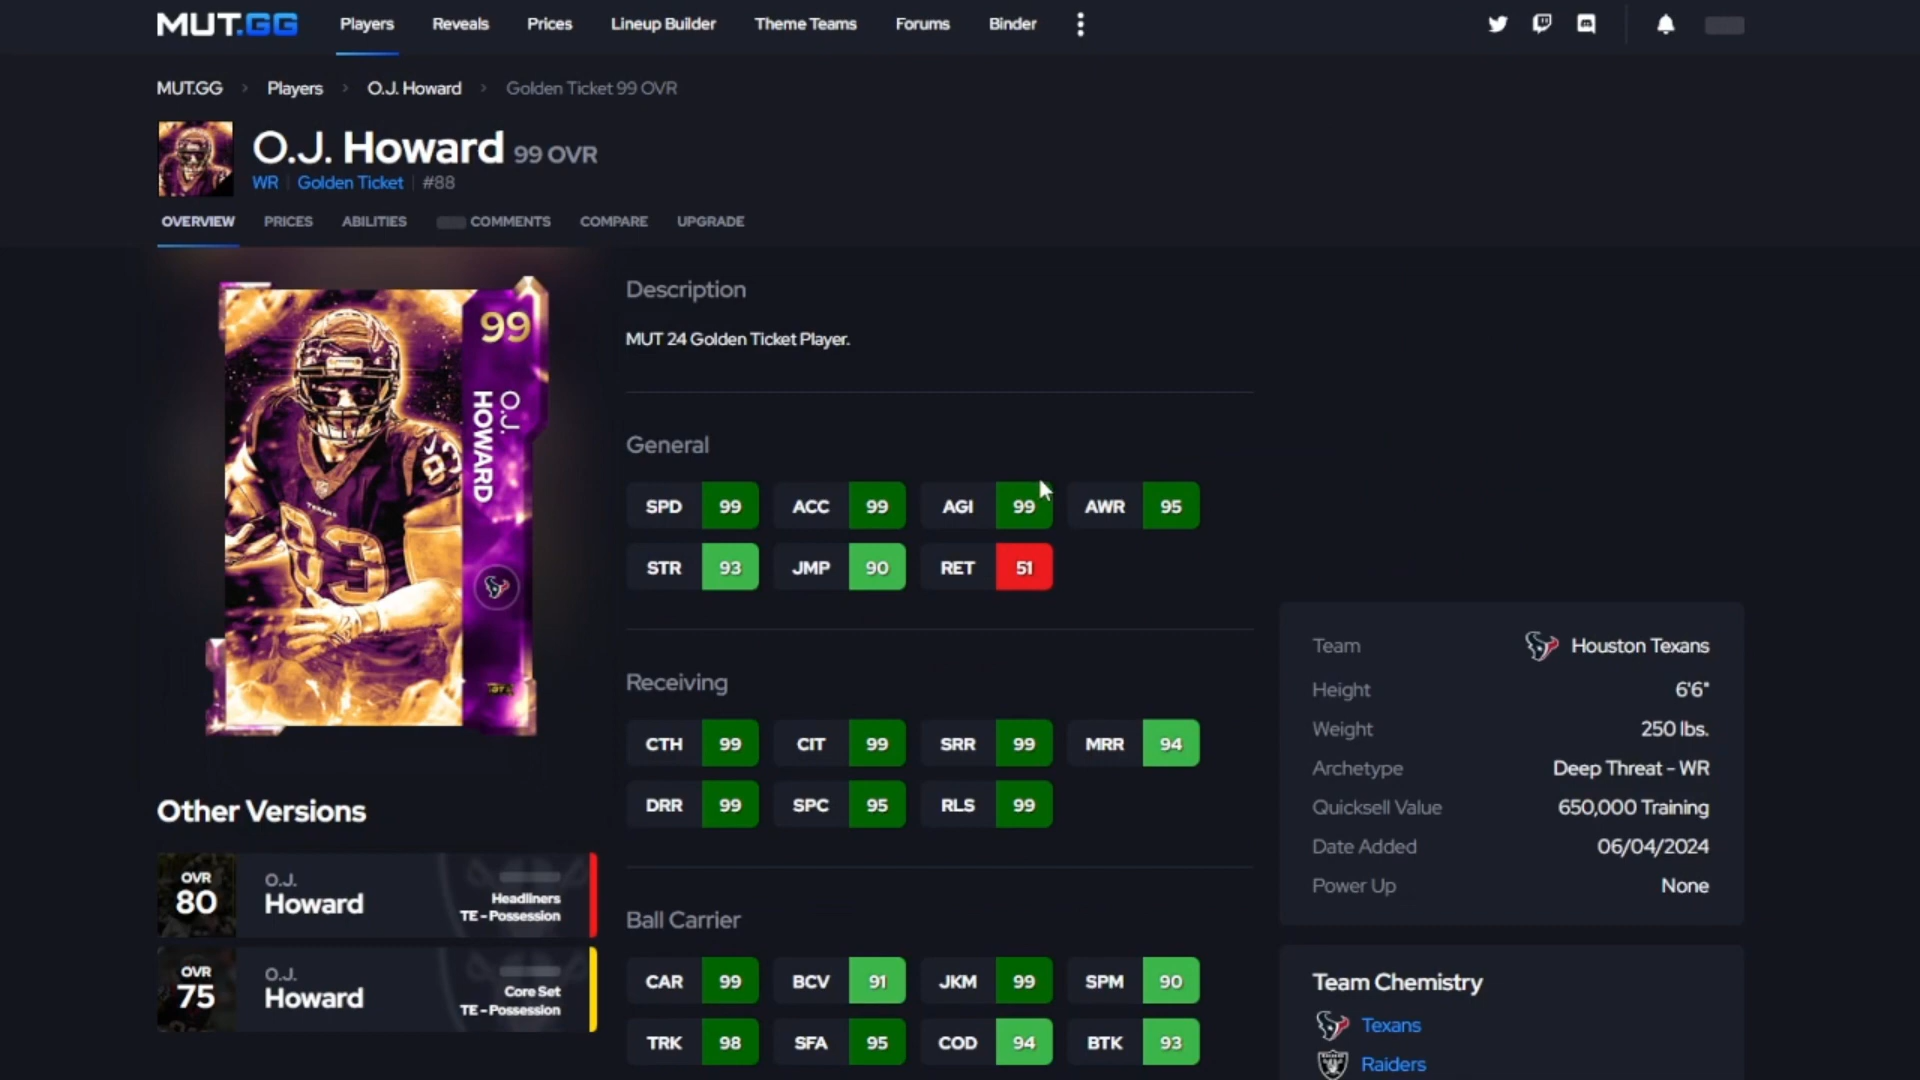 MUT.GG
Players
Reveals
Prices
Lineup Builder
Theme Teams
Forums
Binder
MUT.GG > Players > O.J. Howard > Golden Ticket 99 OVR
O.J. Howard 99 OVR
WR | Golden Ticket | #88
OVERVIEW
PRICES
ABILITIES
COMMENTS
COMPARE
UPGRADE
99
O.J.
HOWARD
TEXANS
83
83
Description
MUT 24 Golden Ticket Player.
General
SPD 99 ACC 99 AGI 99 AWR 95
STR 93 JMP 90 RET 51
Receiving
CTH 99 CIT 99 SRR 99 MRR 94
DRR 99 SPC 95 RLS 99
Ball Carrier
CAR 99 BCV 91 JKM 99 SPM 90
TRK 98 SFA 95 COD 94 BTK 93
Other Versions
OVR
80
O.J.
Howard
Headliners
TE - Possession
OVR
75
O.J.
Howard
Core Set
TE - Possession
Team Houston Texans
Height 6'6"
Weight 250 lbs.
Archetype Deep Threat - WR
Quicksell Value 650,000 Training
Date Added 06/04/2024
Power Up None
Team Chemistry
Texans
Raiders